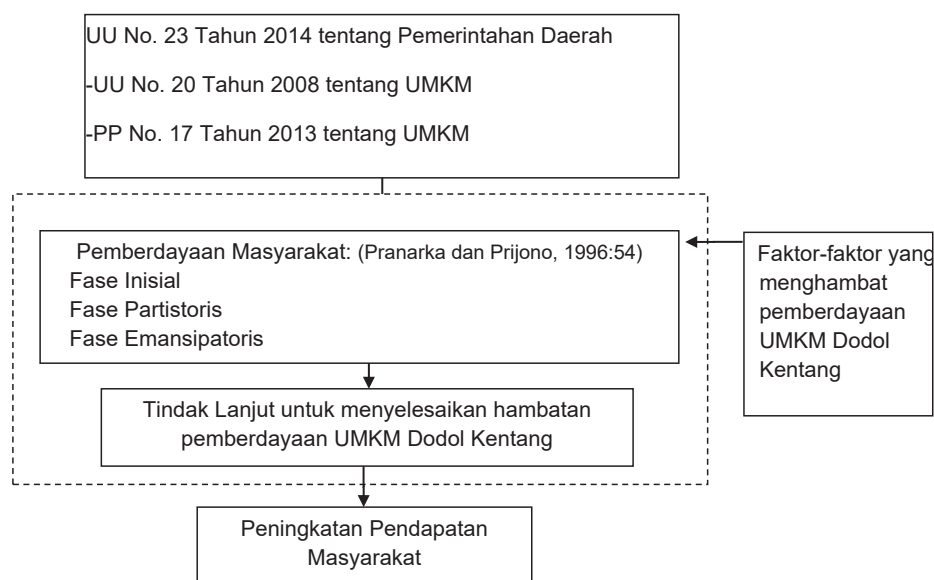 UU No. 23 Tahun 2014 tentang Pemerintahan Daerah
-UU No. 20 Tahun 2008 tentang UMKM
-PP No. 17 Tahun 2013 tentang UMKM
Pemberdayaan Masyarakat: (Pranarka dan Prijono, 1996:54)
Fase Inisial
Fase Partistoris
Fase Emansipatoris
Faktor-faktor yang
menghambat
pemberdayaan
UMKM Dodol
Kentang
Tindak Lanjut untuk menyelesaikan hambatan
pemberdayaan UMKM Dodol Kentang
Peningkatan Pendapatan
Masyarakat